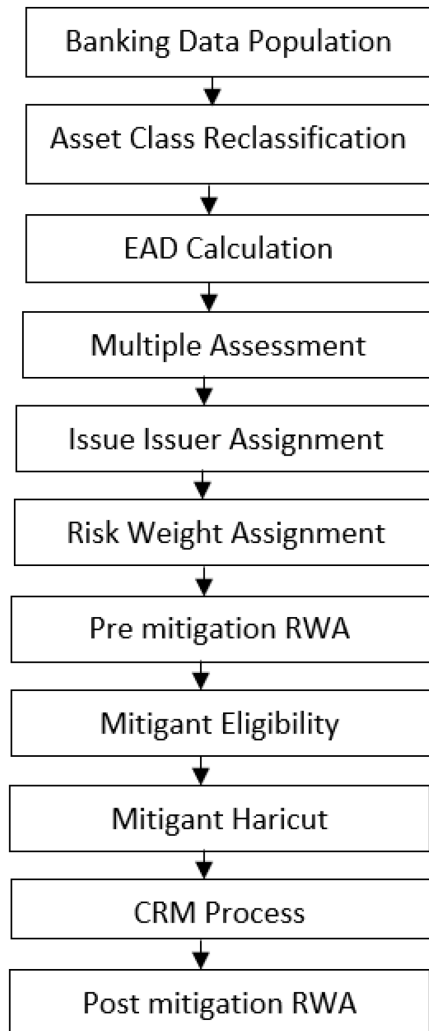 Banking Data Population
Asset Class Reclassification
EAD Calculation
Multiple Assessment
Issue Issuer Assignment
Risk Weight Assignment
Pre mitigation RWA
Mitigant Eligibility
Mitigant Haricut
CRM Process
Post mitigation RWA